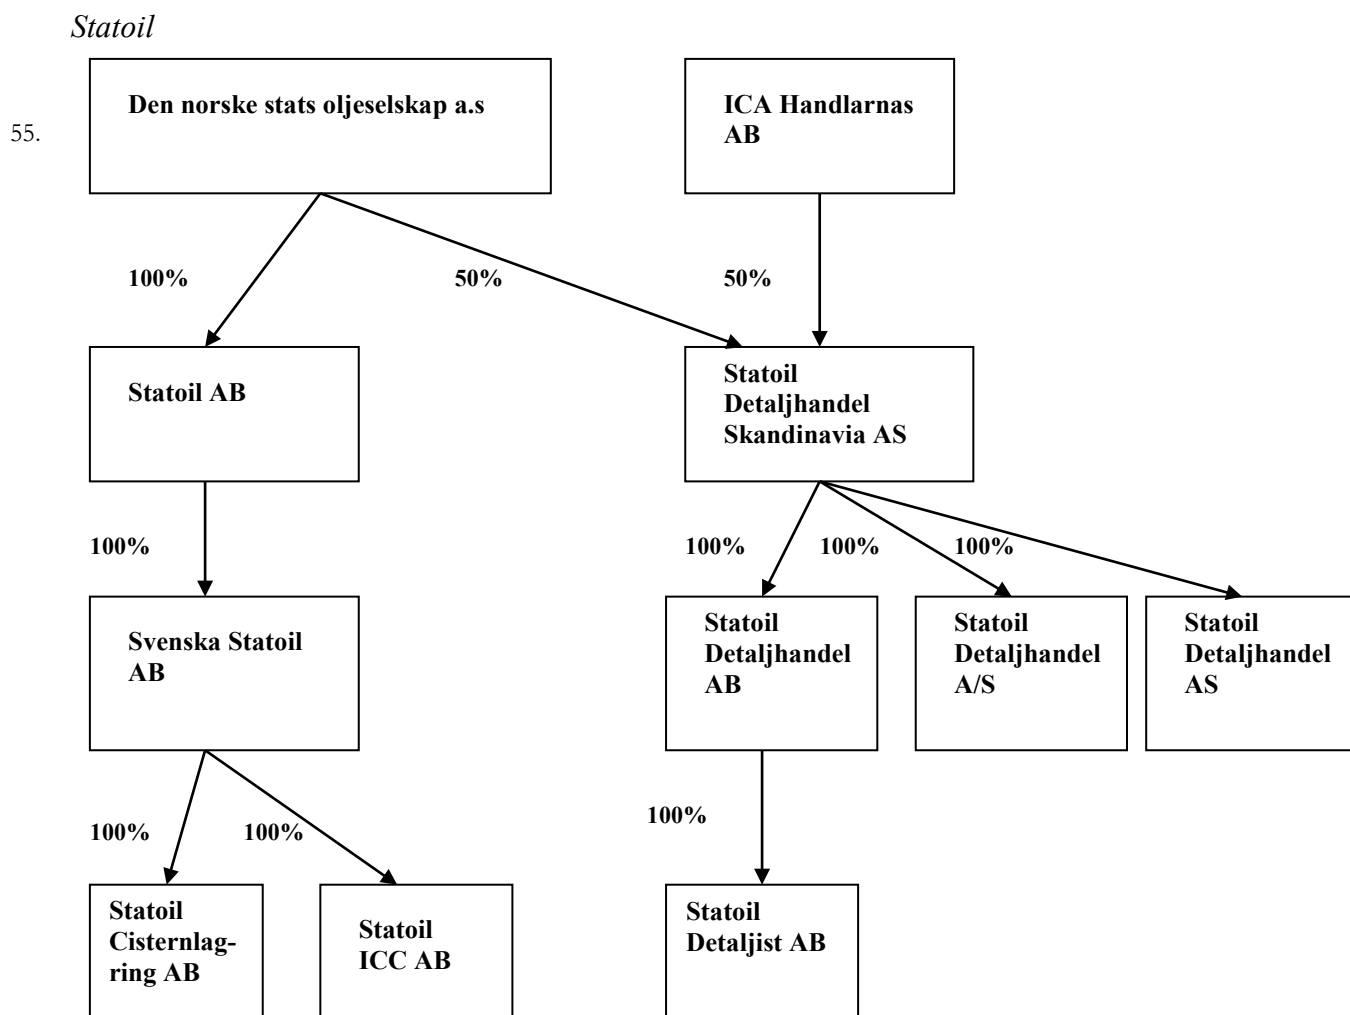 Statoil
55.
Den norske stats oljeselskap a.s
ICA Handlarnas
AB
100%
50%
50%
Statoil AB
Statoil
Detaljhandel
Skandinavia AS
100%
100%
100%
100%
Svenska Statoil
AB
Statoil
Detaljhandel
AB
Statoil
Detaljhandel
A/S
Statoil
Detaljhandel
AS
100%
100%
100%
Statoil
Cisternlag-
ring AB
Statoil
ICC AB
Statoil
Detaljist AB